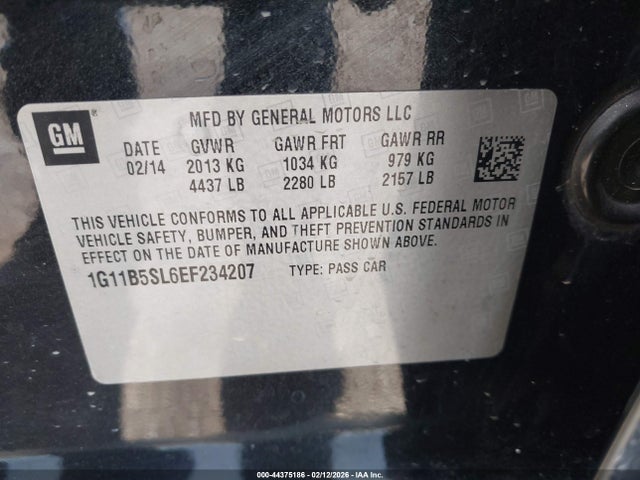 GM
MFD BY GENERAL MOTORS LLC
DATE GVWR GAWR FRT GAWR RR
02/14 2013 KG 1034 KG 979 KG
4437 LB 2280 LB 2157 LB
THIS VEHICLE CONFORMS TO ALL APPLICABLE U.S. FEDERAL MOTOR
VEHICLE SAFETY, BUMPER, AND THEFT PREVENTION STANDARDS IN
EFFECT ON THE DATE OF MANUFACTURE SHOWN ABOVE.
1G11B5SL6EF234207 TYPE: PASS CAR
000-44375186 - 02/12/2026 - IAA Inc.